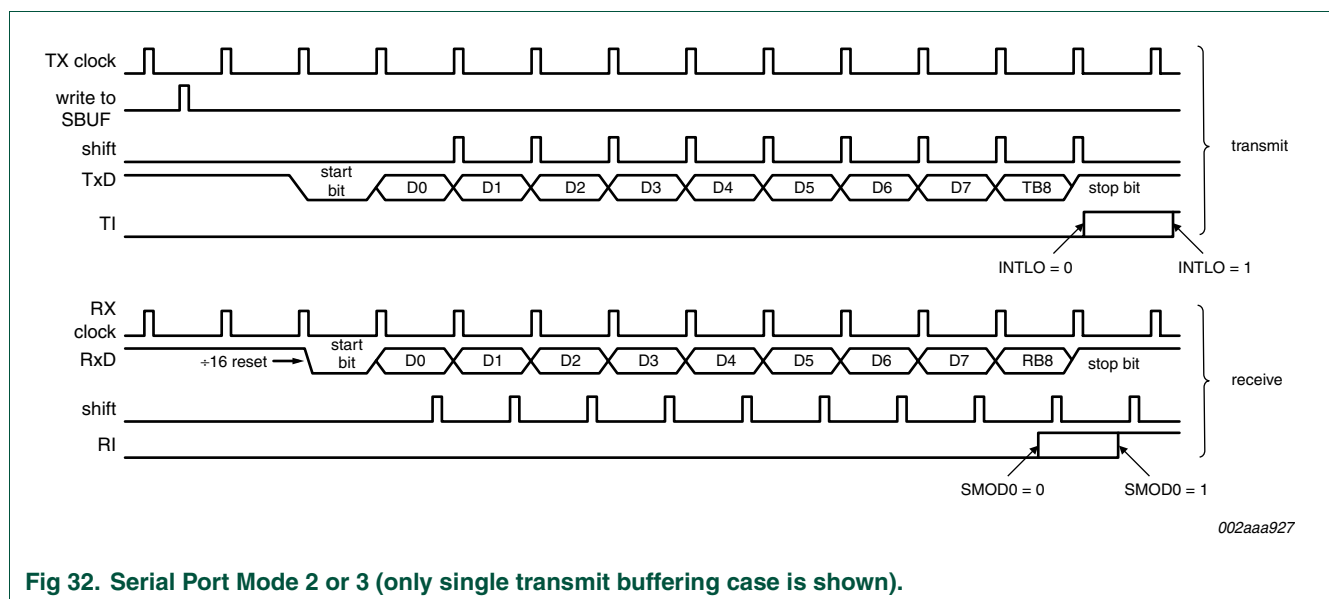 TX clock
write to
SBUF
shift
TxD
start
bit
D0 D1 D2 D3 D4 D5 D6 D7 TB8 stop bit
TI
INTLO = 0 INTLO = 1
transmit
RX
clock
RxD
÷16 reset
start
bit
D0 D1 D2 D3 D4 D5 D6 D7 RB8 stop bit
shift
RI
SMOD0 = 0 SMOD0 = 1
receive
002aaa927
Fig 32. Serial Port Mode 2 or 3 (only single transmit buffering case is shown).